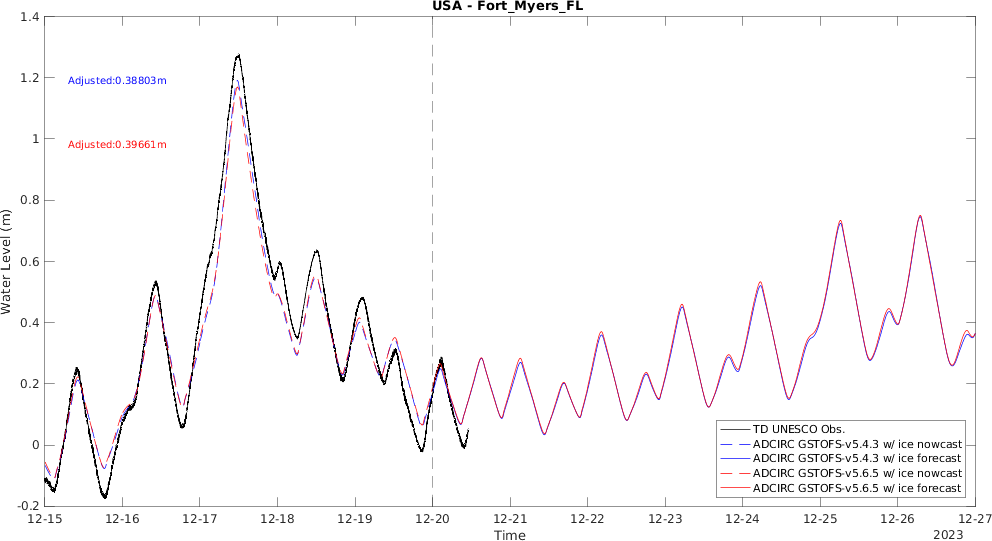 USA - Fort_Myers_FL
1.4
1.2
1
0.8
0.6
0.4
0.2
0
-0.2
Water Level (m)
Adjusted:0.38803m
Adjusted:0.39661m
TD UNESCO Obs.
ADCIRC GSTOFS-v5.4.3 w/ ice nowcast
ADCIRC GSTOFS-v5.4.3 w/ ice forecast
ADCIRC GSTOFS-v5.6.5 w/ ice nowcast
ADCIRC GSTOFS-v5.6.5 w/ ice forecast
12-15 12-16 12-17 12-18 12-19 12-20 12-21 12-22 12-23 12-24 12-25 12-26 12-27
Time
2023